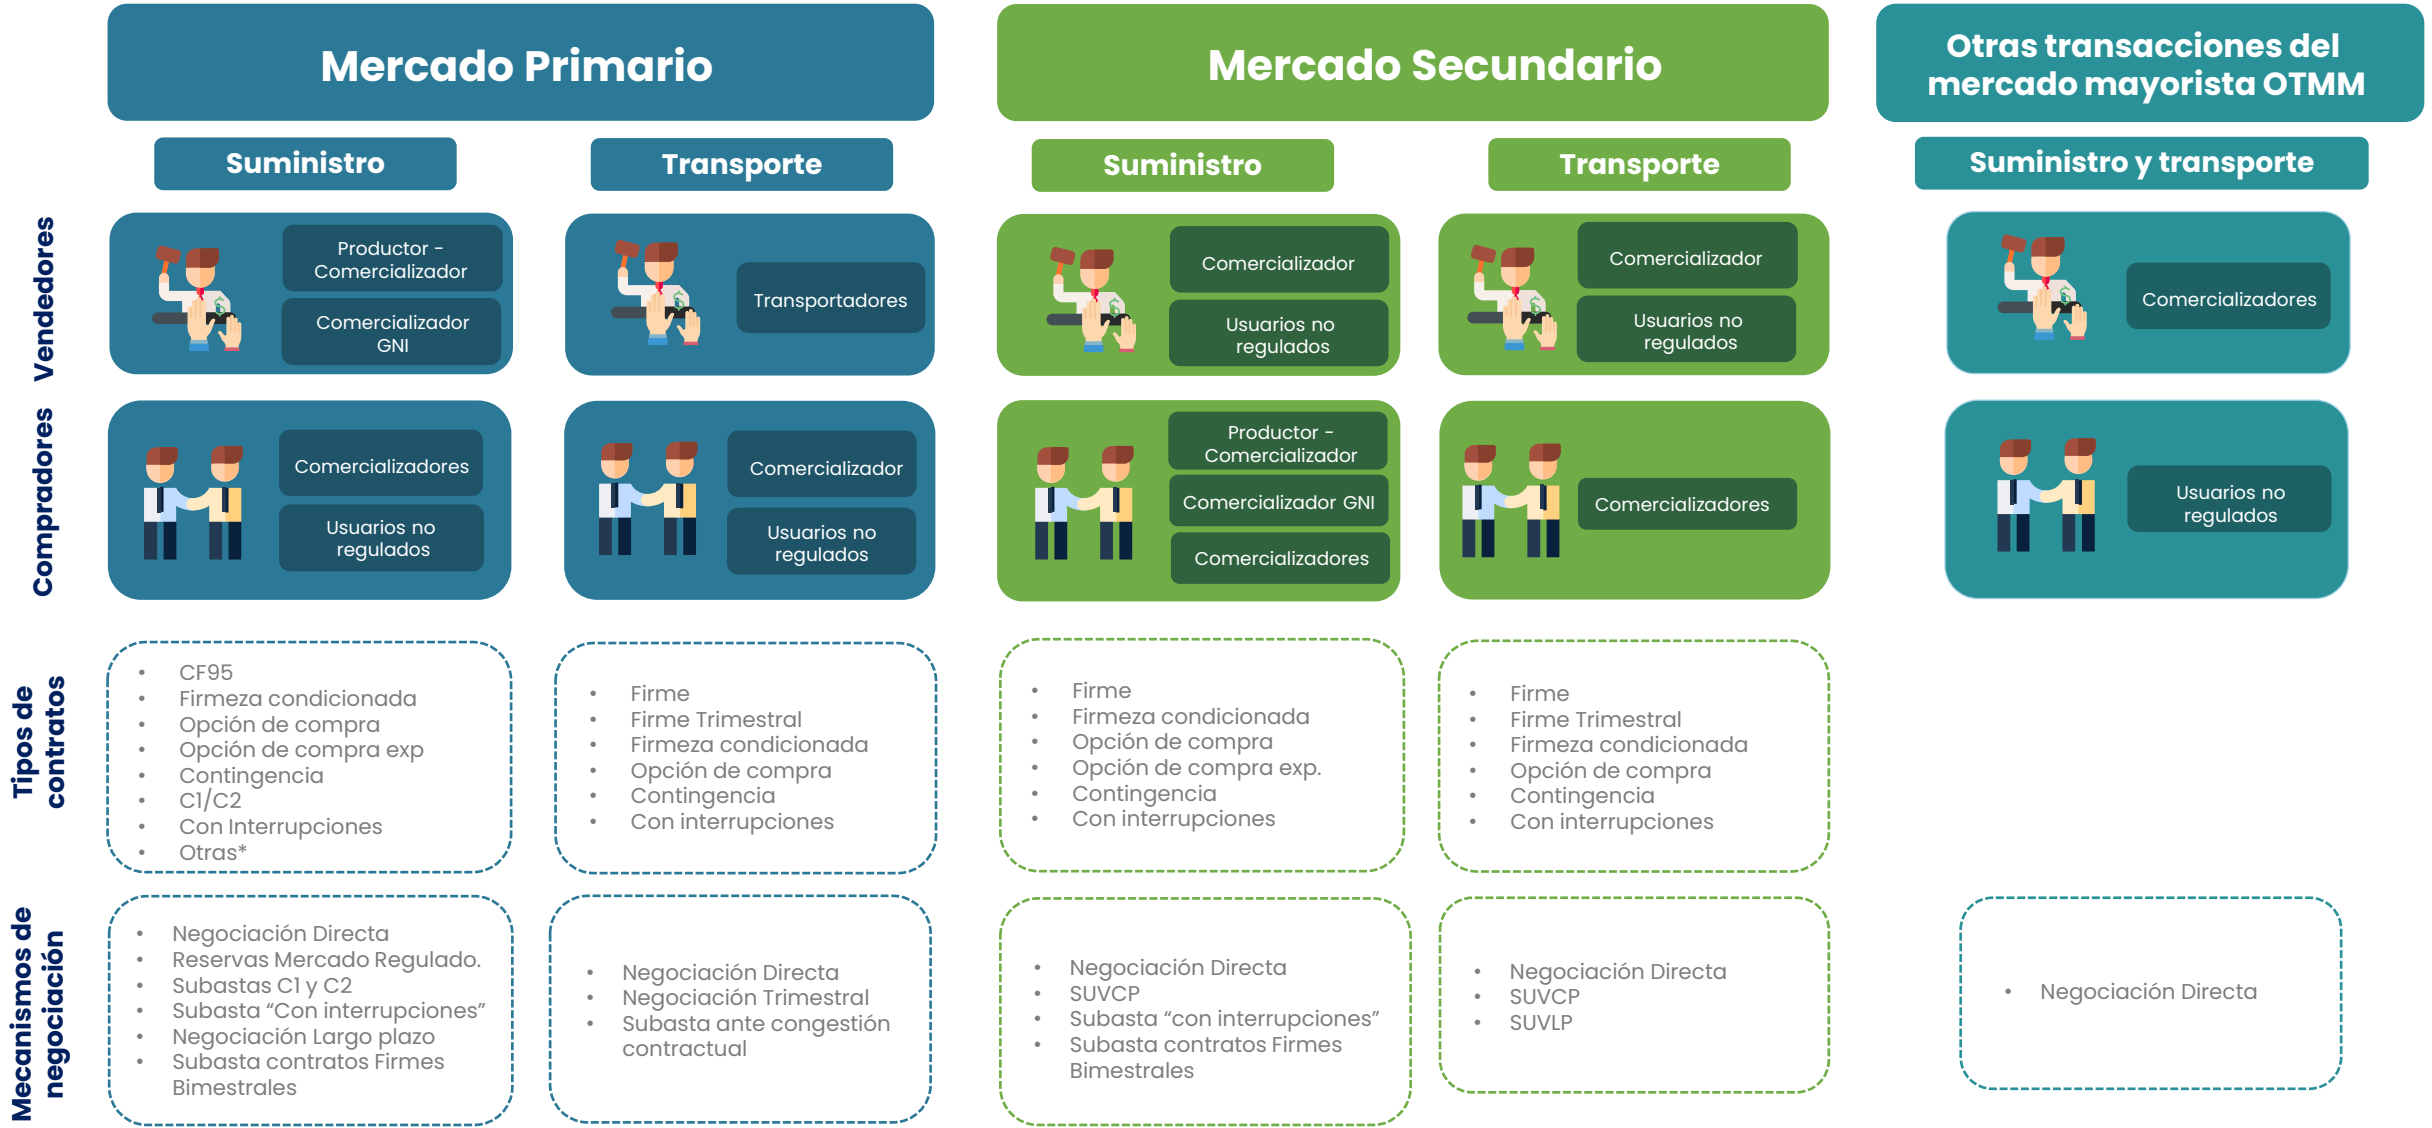 Mercado Primario
Mercado Secundario
Otras transacciones del
mercado mayorista OTMM
Suministro
Transporte
Suministro
Transporte
Suministro y transporte
Vendedores
Productor -
Comercializador
Comercializador
GNI
Transportadores
Comercializador
Usuarios no
regulados
Comercializador
Usuarios no
regulados
Comercializadores
Compradores
Comercializadores
Usuarios no
regulados
Comercializador
Usuarios no
regulados
Productor -
Comercializador
Comercializador GNI
Comercializadores
Comercializadores
Usuarios no
regulados
Tipos de
contratos
• CF95
• Firmeza condicionada
• Opción de compra
• Opción de compra exp
• Contingencia
• C1/C2
• Con Interrupciones
• Otras*
• Firme
• Firme Trimestral
• Firmeza condicionada
• Opción de compra
• Contingencia
• Con interrupciones
• Firme
• Firmeza condicionada
• Opción de compra
• Opción de compra exp.
• Contingencia
• Con interrupciones
• Firme
• Firme Trimestral
• Firmeza condicionada
• Opción de compra
• Contingencia
• Con interrupciones
Mecanismos de
negociación
• Negociación Directa
• Reservas Mercado Regulado.
• Subastas C1 y C2
• Subasta “Con interrupciones”
• Negociación Largo plazo
• Subasta contratos Firmes
Bimestrales
• Negociación Directa
• Negociación Trimestral
• Subasta ante congestión
contractual
• Negociación Directa
• SUVCP
• Subasta “con interrupciones”
• Subasta contratos Firmes
Bimestrales
• Negociación Directa
• SUVCP
• SUVLP
• Negociación Directa